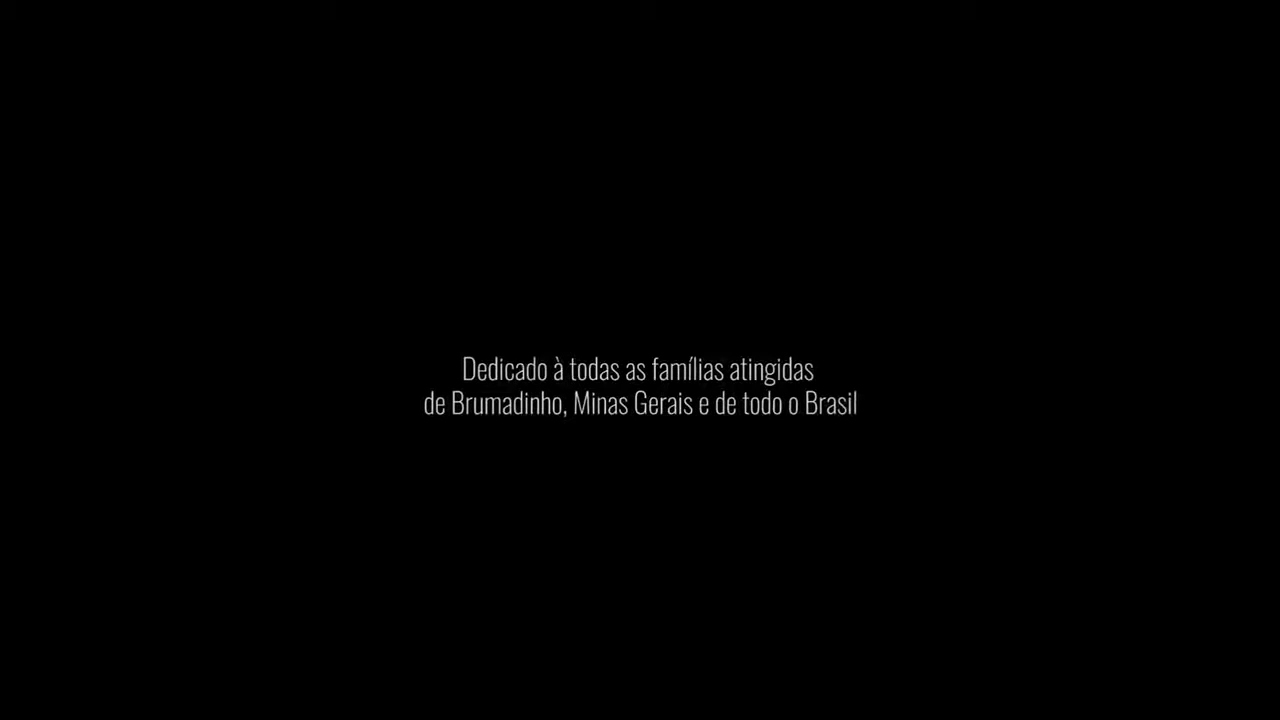 Dedicado à todas as famílias atingidas
de Brumadinho, Minas Gerais e de todo o Brasil